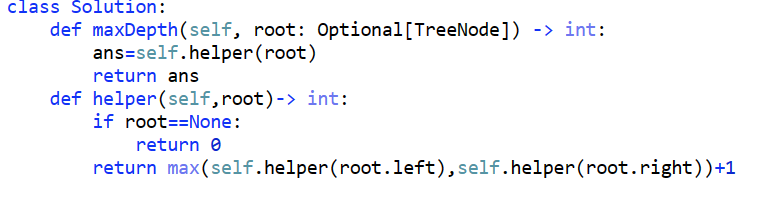 class Solution:
    def maxDepth(self, root: Optional[TreeNode]) -> int:
        ans=self.helper(root)
        return ans
    def helper(self,root)-> int:
        if root==None:
            return 0
        return max(self.helper(root.left),self.helper(root.right))+1